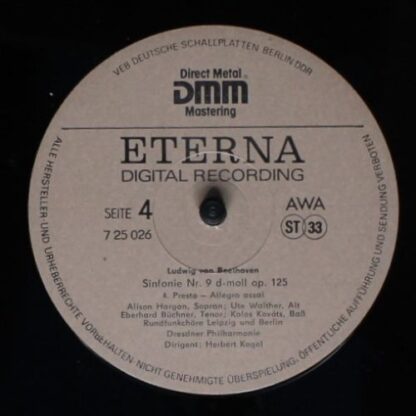 VEB DEUTSCHE SCHALLPLATTEN BERLIN DDR
Direct Metal
DMM
Mastering
ETERNA
DIGITAL RECORDING
SEITE 4
AWA
7 25 026
ST 33
Ludwig van Beethoven
Sinfonie Nr. 9 d-moll op. 125
4. Presto - Allegro assai
Alison Hargan, Sopran; Ute Walther, Alt
Eberhard Büchner, Tenor; Kolos Kováts, Baß
Rundfunkchöre Leipzig und Berlin
Dresdner Philharmonie
Dirigent: Herbert Kegel
ALLE HERSTELLER- UND URHEBERRECHTE VORBEHALTEN NICHT GENEHMIGTE ÜBERSPIELUNG, ÖFFENTLICHE AUFFÜHRUNG UND SENDUNG VERBOTEN